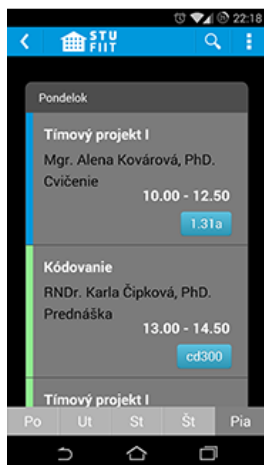 22:18
STU
FIIT
Pondelok
Tímový projekt I
Mgr. Alena Kovárová, PhD.
Cvičenie
10.00 - 12.50
1.31a
Kódovanie
RNDr. Karla Čipková, PhD.
Prednáška
13.00 - 14.50
cd300
Tímový projekt I
Po Ut St Št Pia